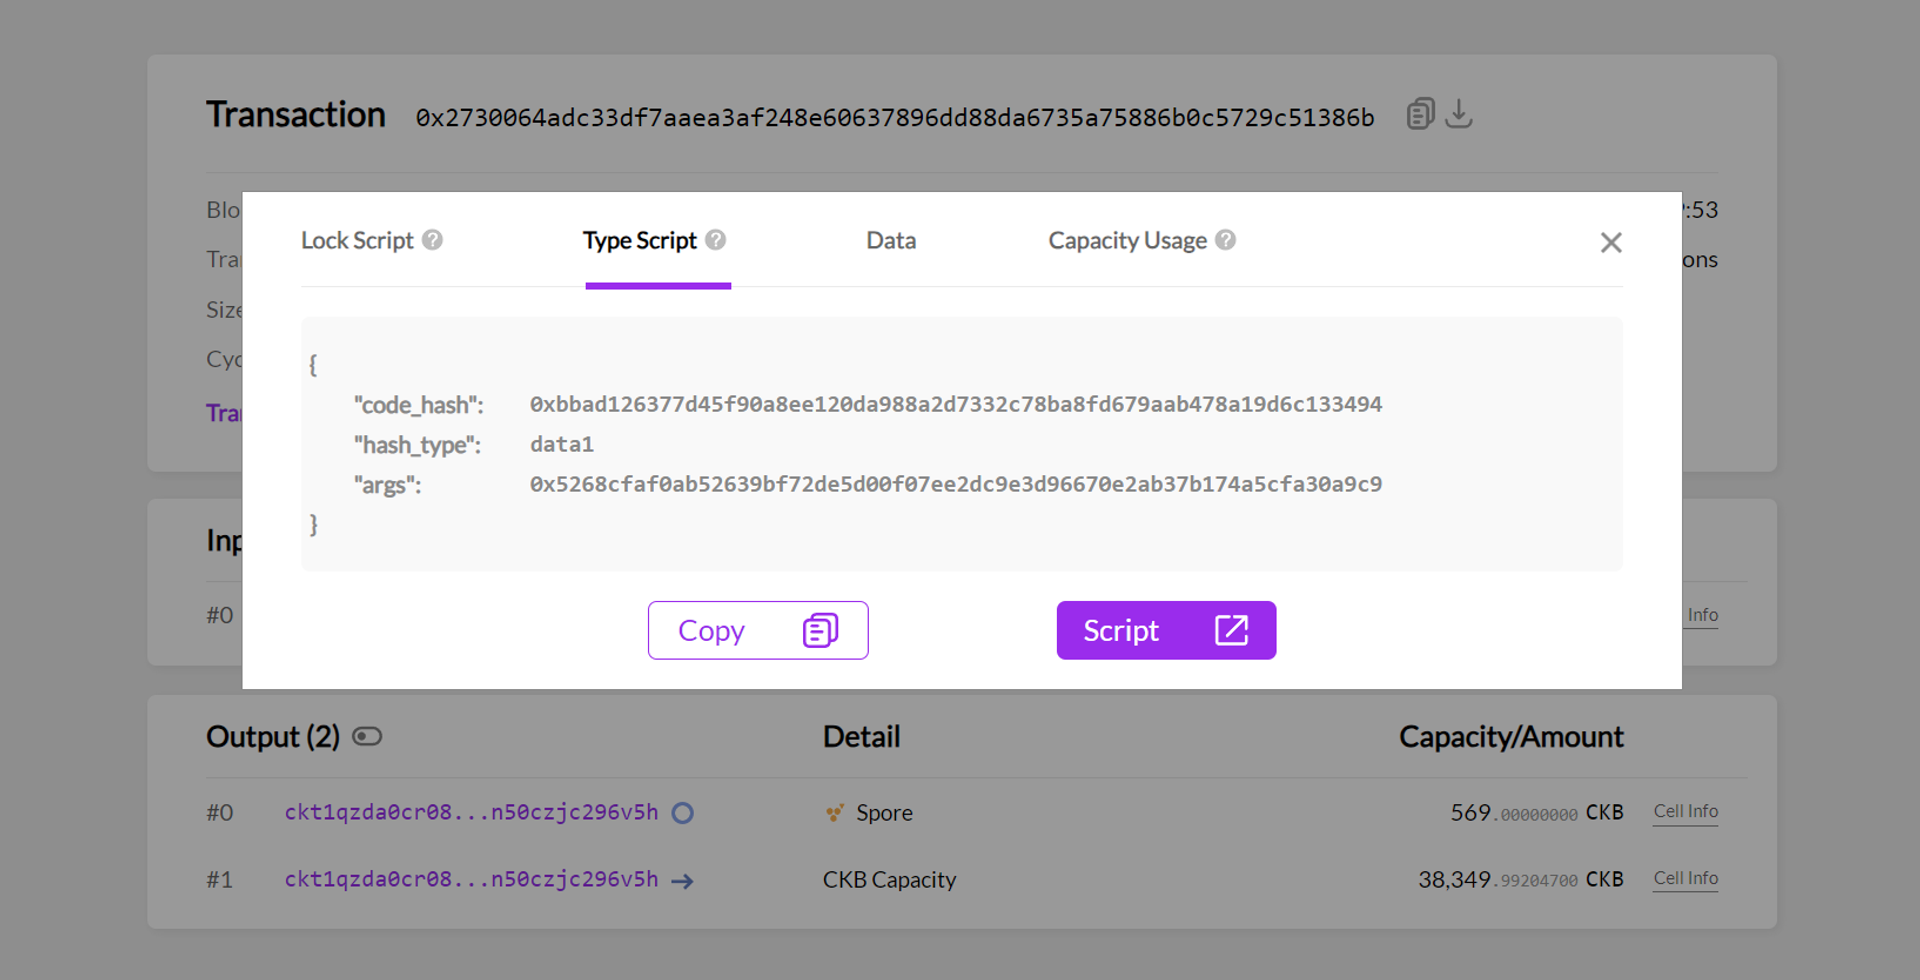 Transaction 0x2730064adc33df7aaea3af248e60637896dd88da6735a75886b0c5729c51386b
Blo :53
Tra ons
Size
Cyc
Tra
Lock Script ? Type Script ? Data Capacity Usage ?
{
"code_hash": 0xbbad126377d45f90a8ee120da988a2d7332c78ba8fd679aab478a19d6c133494
"hash_type": data1
"args": 0x5268cfaf0ab52639bf72de5d00f07ee2dc9e3d96670e2ab37b174a5cfa30a9c9
}
Copy Script
Inp
#0 Info
Output (2) Detail Capacity/Amount
#0 ckt1qzda0cr08...n50czjc296v5h Spore 569.00000000 CKB Cell Info
#1 ckt1qzda0cr08...n50czjc296v5h CKB Capacity 38,349.99204700 CKB Cell Info